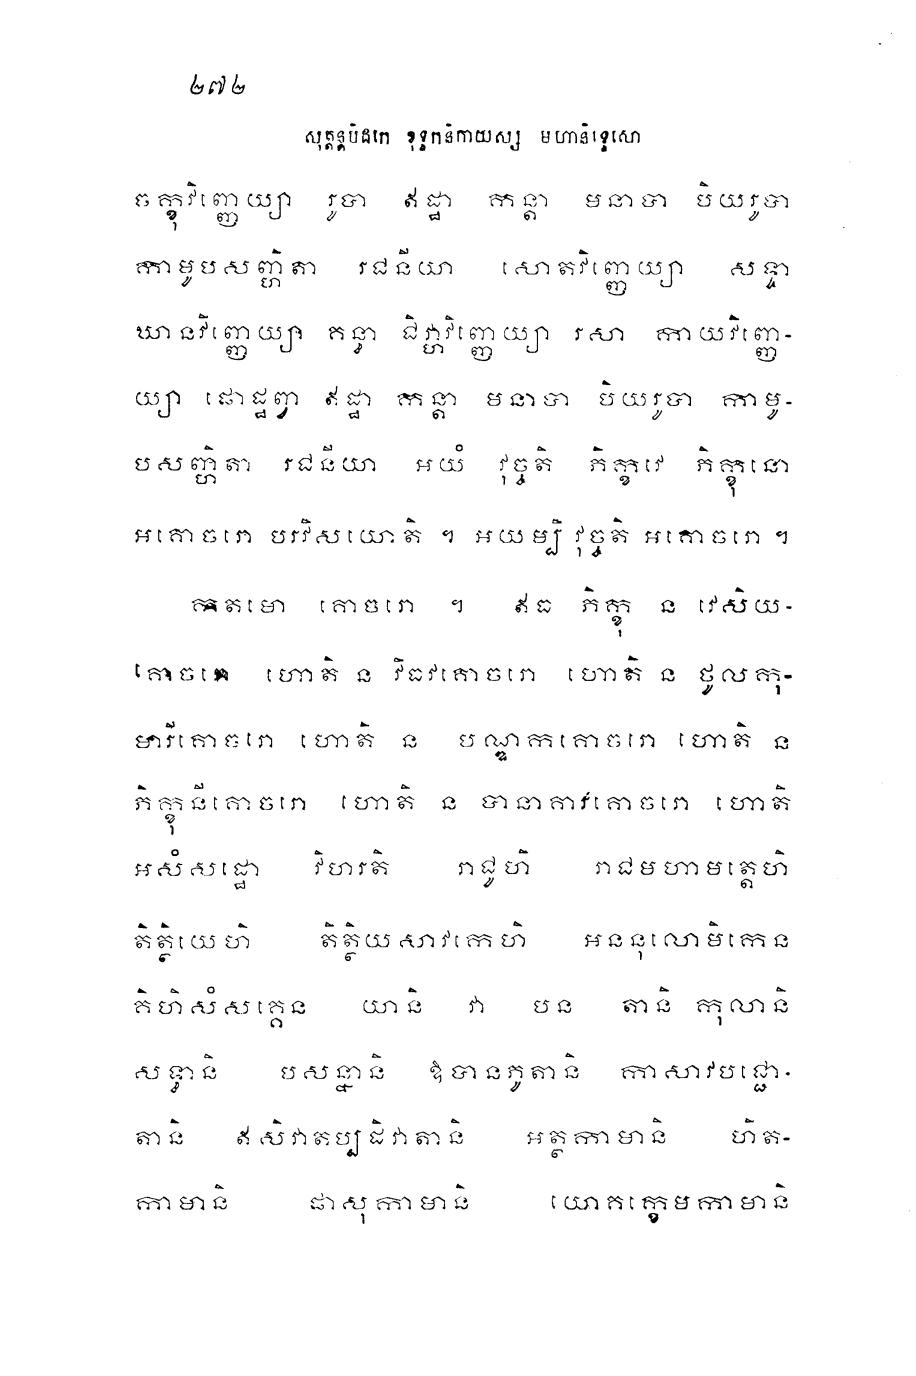 ២៧២
សុត្តន្តបិដកេ ខុទ្ទកនិកាយស្ស មហានិទ្ទេសោ
ចក្ខុវិញ្ញេយ្យា រូបា ឥដ្ឋា កន្តា មនាបា បិយរូបា
កាមូបសញ្ហិតា រជនីយា សោតវិញ្ញេយ្យា សទ្ទា
ឃានវិញ្ញេយ្យា គន្ធា ជិវ្ហាវិញ្ញេយ្យា រសា កាយវិញ្ញេ-
យ្យា ផោដ្ឋព្វា ឥដ្ឋា កន្តា មនាបា បិយរូបា កាមូ-
បសញ្ហិតា រជនីយា អយំ វុច្ចតិ ភិក្ខវេ ភិក្ខុនោ
អគោចរោ បរវិសយោតិ ។ អយម្បិ វុច្ចតិ អគោចរោ ។
កតមោ គោចរោ ។ ឥធ ភិក្ខុ ន វេសិយ-
គោចរោ ហោតិ ន វិធវគោចរោ ហោតិ ន ថូលកុ-
មារីគោចរោ ហោតិ ន បណ្ឌកគោចរោ ហោតិ ន
ភិក្ខុនីគោចរោ ហោតិ ន បានាគារគោចរោ ហោតិ
អសំសដ្ឋោ វិហរតិ រាជូហិ រាជមហាមត្តេហិ
តិត្ថិយេហិ តិត្ថិយសាវកេហិ អននុលោមិកេន
គិហិសំសគ្គេន យានិ វា បន តានិ កុលានិ
សទ្ធានិ បសន្នានិ ឱបានភូតានិ កាសាវបជ្ជោ-
តានិ ឥសិវាតប្បដិវាតានិ អត្ថកាមានិ ហិត-
កាមានិ ផាសុកាមានិ យោគក្ខេមកាមានិ